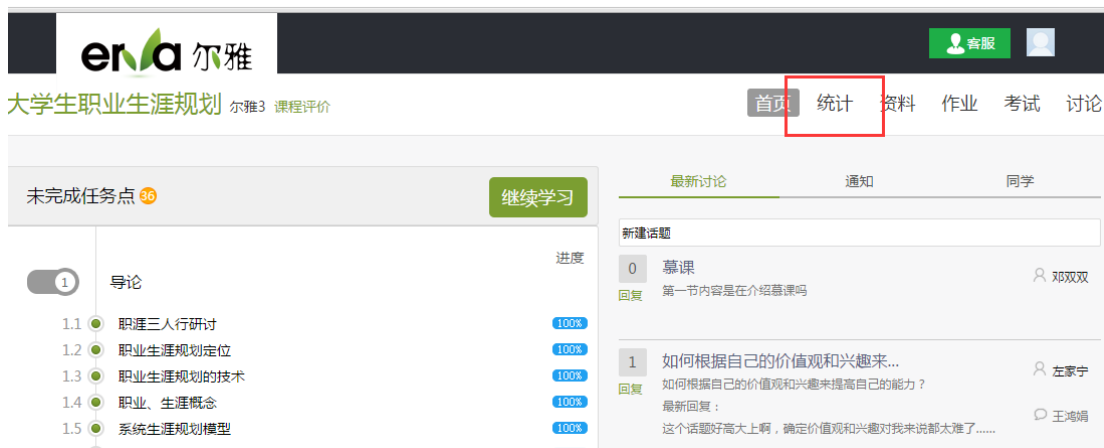 erya 尔雅
客服
大学生职业生涯规划 尔雅3 课程评价
首页 统计 资料 作业 考试 讨论
未完成任务点 36
继续学习
进度
1 导论
1.1 职涯三人行研讨 100%
1.2 职业生涯规划定位 100%
1.3 职业生涯规划的技术 100%
1.4 职业、生涯概念 100%
1.5 系统生涯规划模型 100%
最新讨论 通知 同学
新建话题
0 慕课 邓双双
回复 第一节内容是在介绍慕课吗
1 如何根据自己的价值观和兴趣来... 左家宁
回复 如何根据自己的价值观和兴趣来提高自己的能力？
最新回复： 王鸿娟
这个话题好高大上啊，确定价值观和兴趣对我来说都太难了......